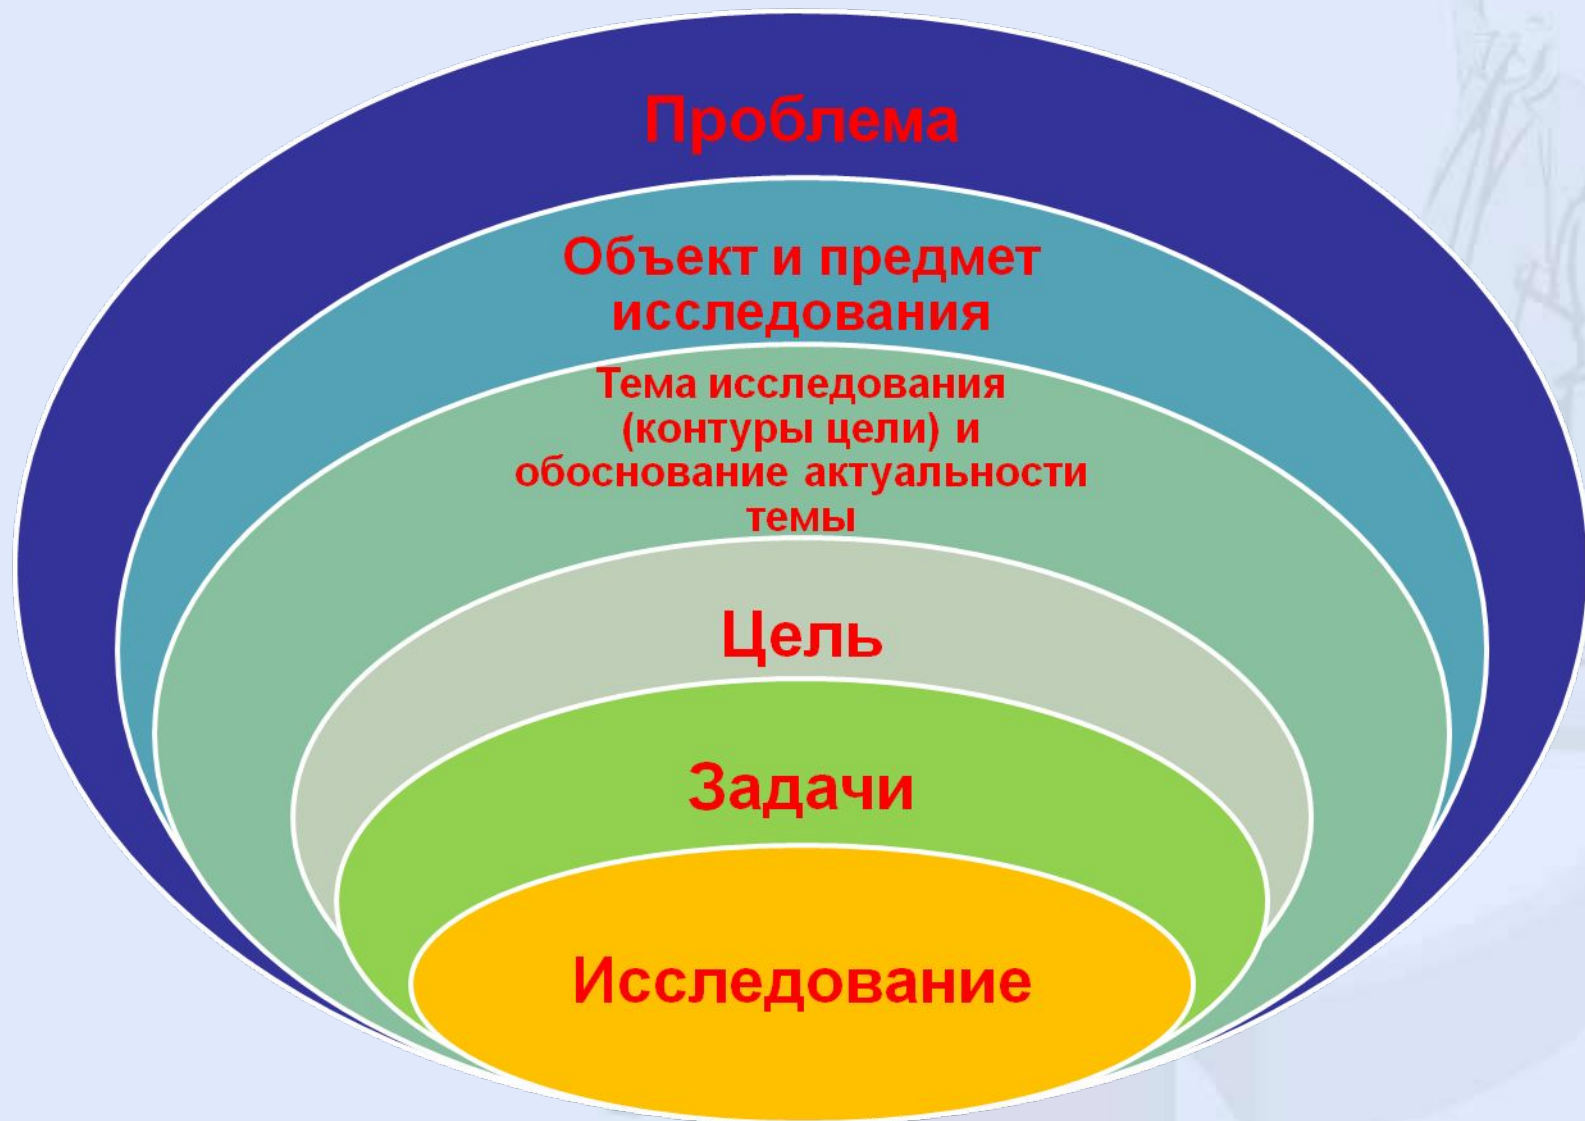 Проблема
Объект и предмет
исследования
Тема исследования
(контуры цели) и
обоснование актуальности
темы
Цель
Задачи
Исследование